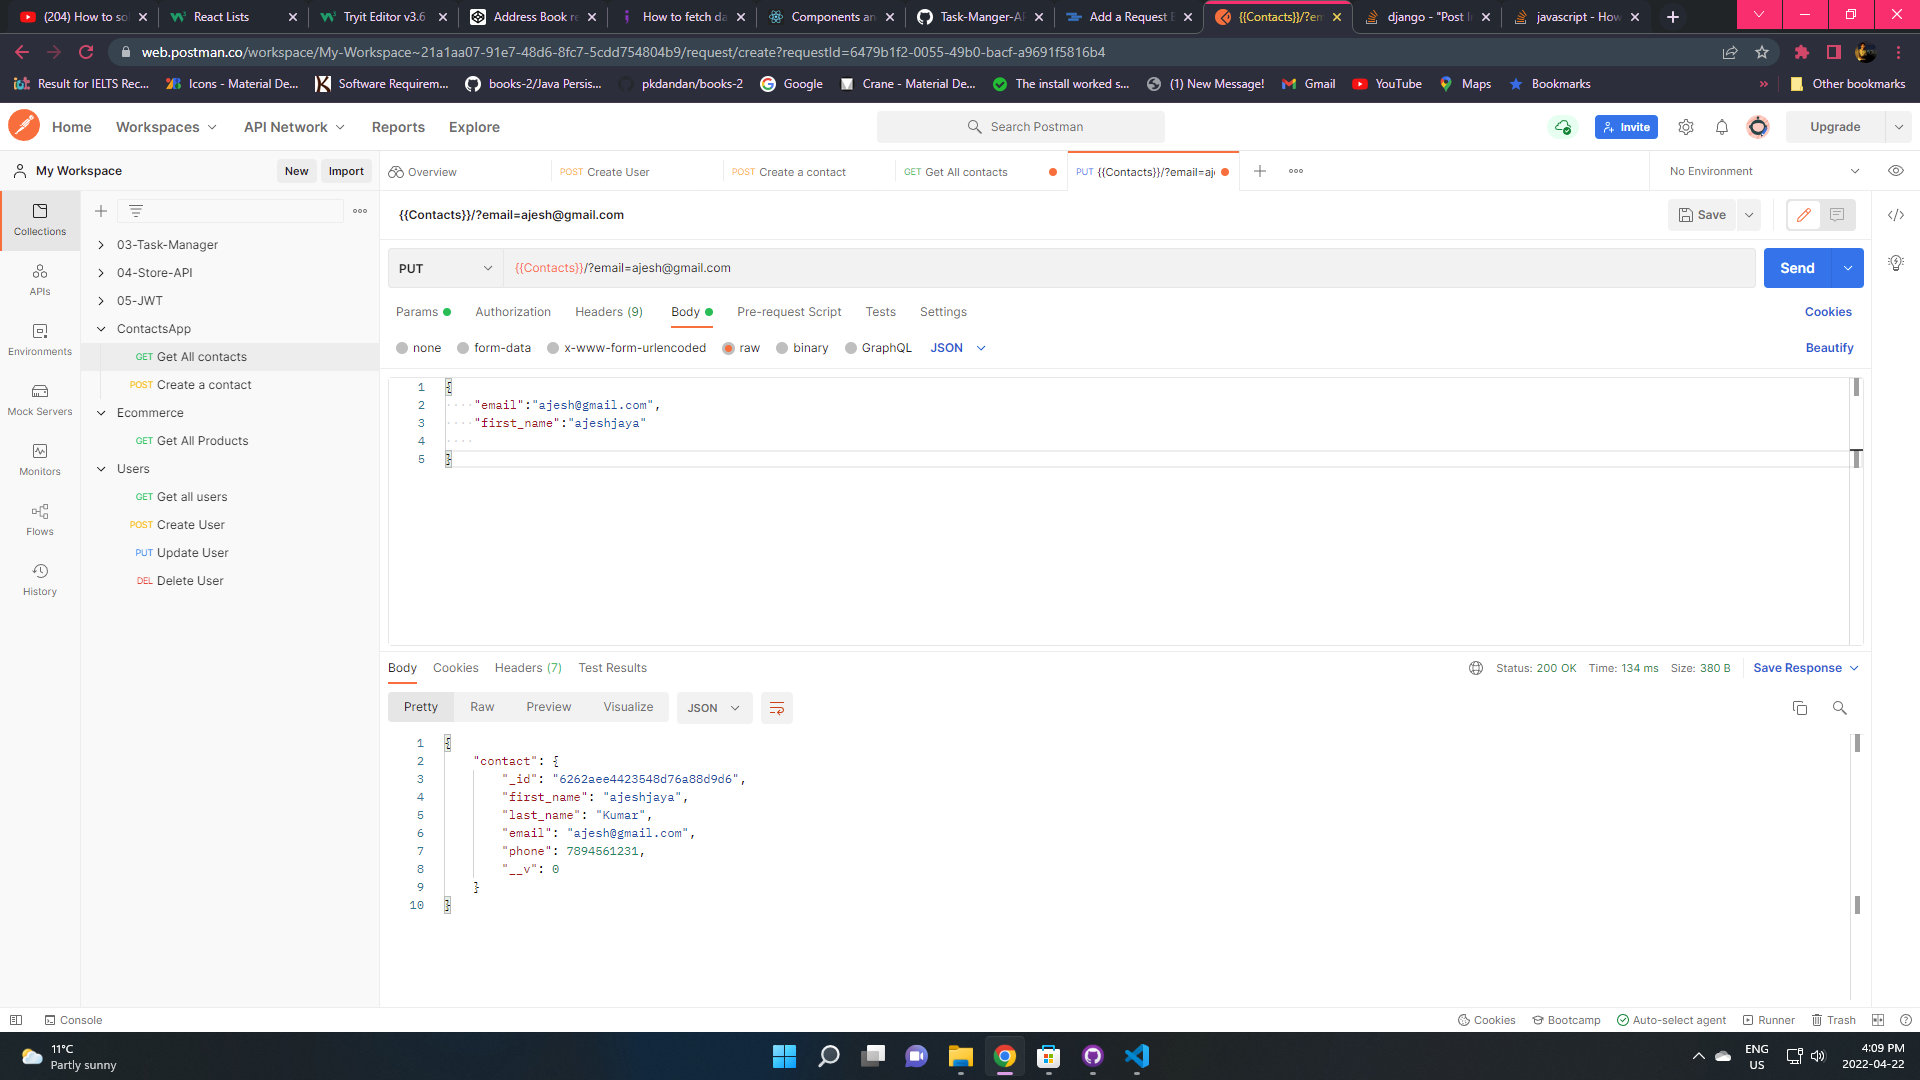 (204) How to so
React Lists
Tryit Editor v3.6
Address Book re
How to fetch da
Components an
Task-Manger-AP
Add a Request B
{{Contacts}}/?em
django - "Post In
javascript - How
web.postman.co/workspace/My-Workspace~21a1aa07-91e7-48d6-8fc7-5cdd754804b9/request/create?requestId=6479b1f2-0055-49b0-bacf-a9691f5816b4
Result for IELTS Rec...
Icons - Material De...
Software Requirem...
books-2/Java Persis...
pkdandan/books-2
Google
Crane - Material De...
The install worked s...
(1) New Message!
Gmail
YouTube
Maps
Bookmarks
»
Other bookmarks
Home
Workspaces
API Network
Reports
Explore
Search Postman
Invite
Upgrade
My Workspace
New
Import
Overview
POST Create User
POST Create a contact
GET Get All contacts
PUT {{Contacts}}/?email=aje
No Environment
Collections
APIs
Environments
Mock Servers
Monitors
Flows
History
03-Task-Manager
04-Store-API
05-JWT
ContactsApp
GET Get All contacts
POST Create a contact
Ecommerce
GET Get All Products
Users
GET Get all users
POST Create User
PUT Update User
DEL Delete User
{{Contacts}}/?email=ajesh@gmail.com
Save
PUT
{{Contacts}}/?email=ajesh@gmail.com
Send
Params
Authorization
Headers (9)
Body
Pre-request Script
Tests
Settings
Cookies
none
form-data
x-www-form-urlencoded
raw
binary
GraphQL
JSON
Beautify
1 {
2 "email":"ajesh@gmail.com",
3 "first_name":"ajeshjaya"
4
5 }
Body
Cookies
Headers (7)
Test Results
Status: 200 OK
Time: 134 ms
Size: 380 B
Save Response
Pretty
Raw
Preview
Visualize
JSON
1 {
2 "contact": {
3 "_id": "6262aee4423548d76a88d9d6",
4 "first_name": "ajeshjaya",
5 "last_name": "Kumar",
6 "email": "ajesh@gmail.com",
7 "phone": 7894561231,
8 "__v": 0
9 }
10 }
Console
Cookies
Bootcamp
Auto-select agent
Runner
Trash
11°C
Partly sunny
ENG
US
4:09 PM
2022-04-22